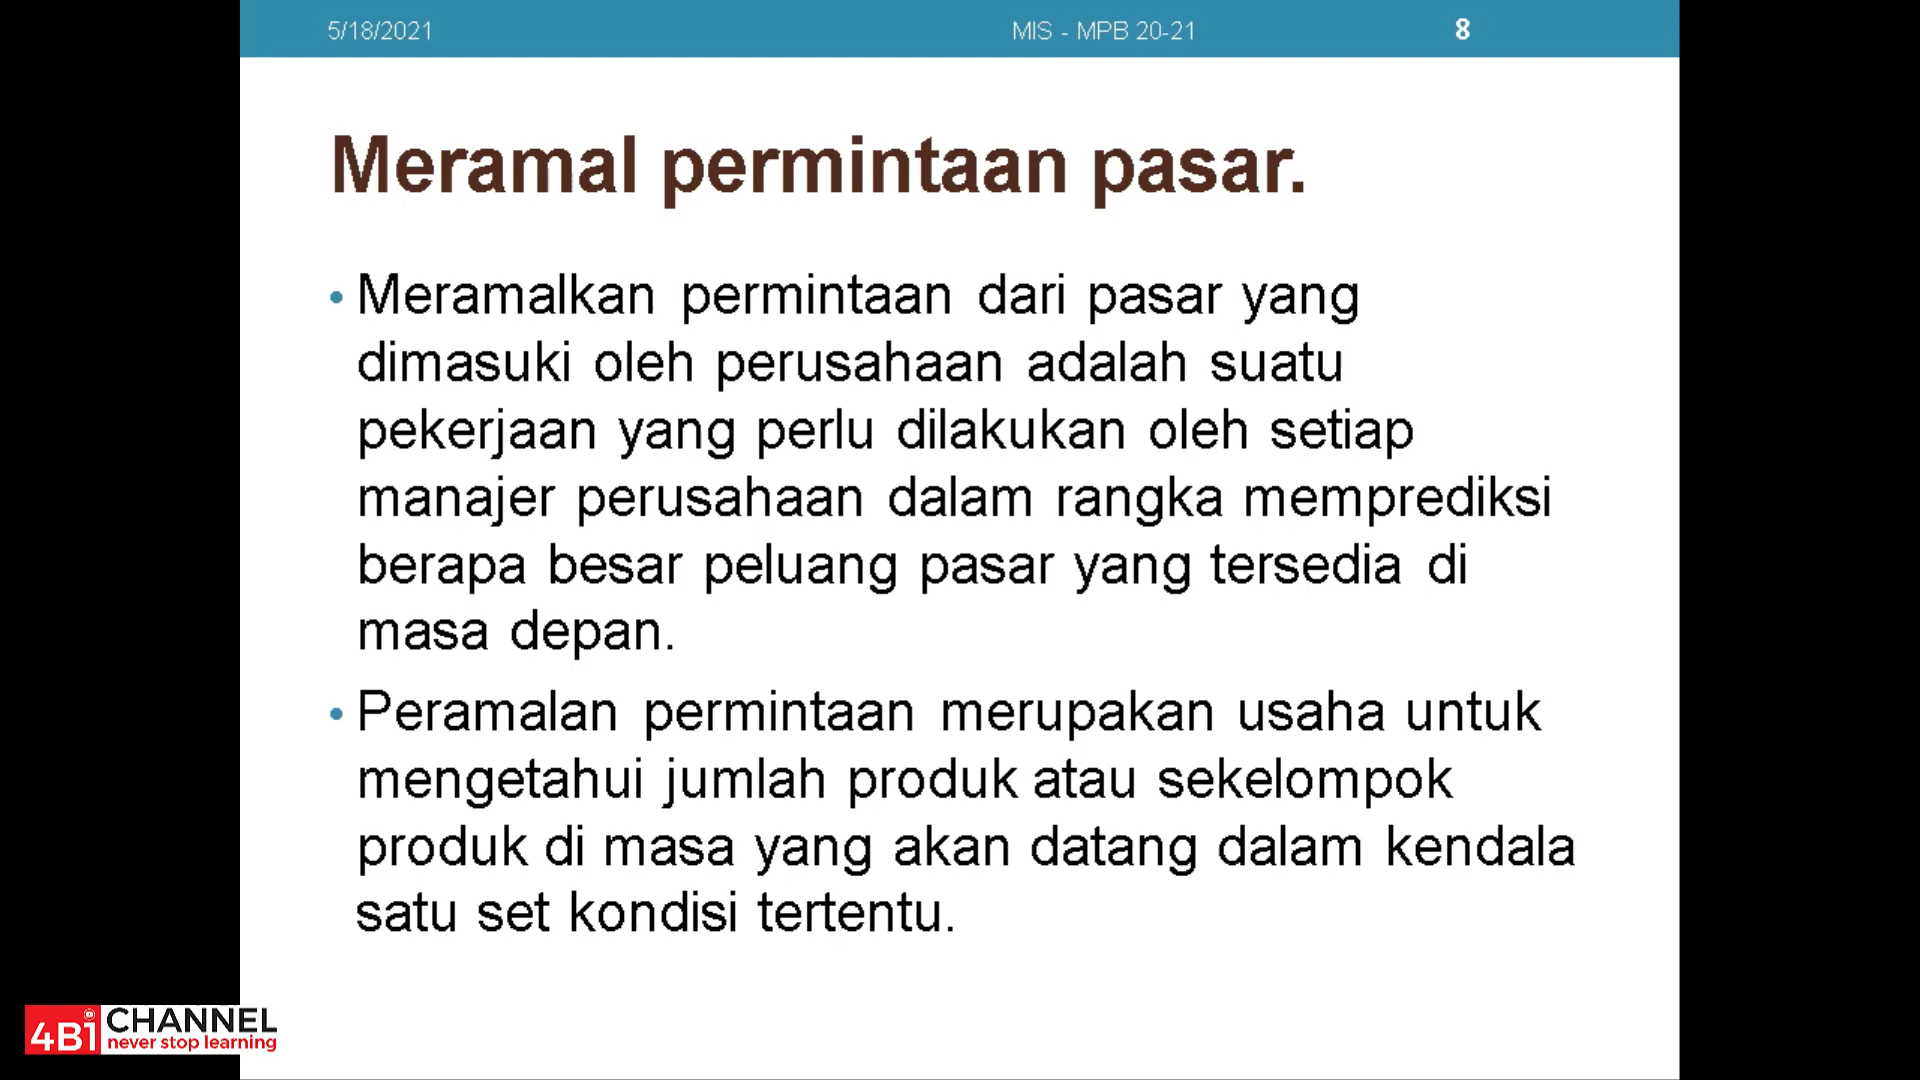 5/18/2021 MIS - MPB 20-21 8
Meramal permintaan pasar.
• Meramalkan permintaan dari pasar yang
dimasuki oleh perusahaan adalah suatu
pekerjaan yang perlu dilakukan oleh setiap
manajer perusahaan dalam rangka memprediksi
berapa besar peluang pasar yang tersedia di
masa depan.
• Peramalan permintaan merupakan usaha untuk
mengetahui jumlah produk atau sekelompok
produk di masa yang akan datang dalam kendala
satu set kondisi tertentu.
4Bi CHANNEL
never stop learning